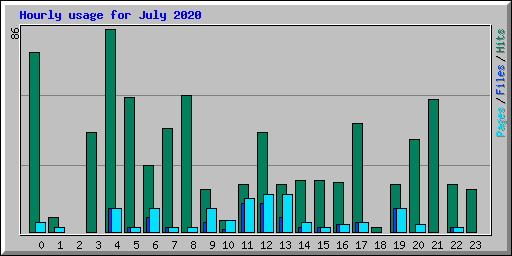 Hourly usage for July 2020
86
Pages / Files / Hits
0 1 2 3 4 5 6 7 8 9 10 11 12 13 14 15 16 17 18 19 20 21 22 23